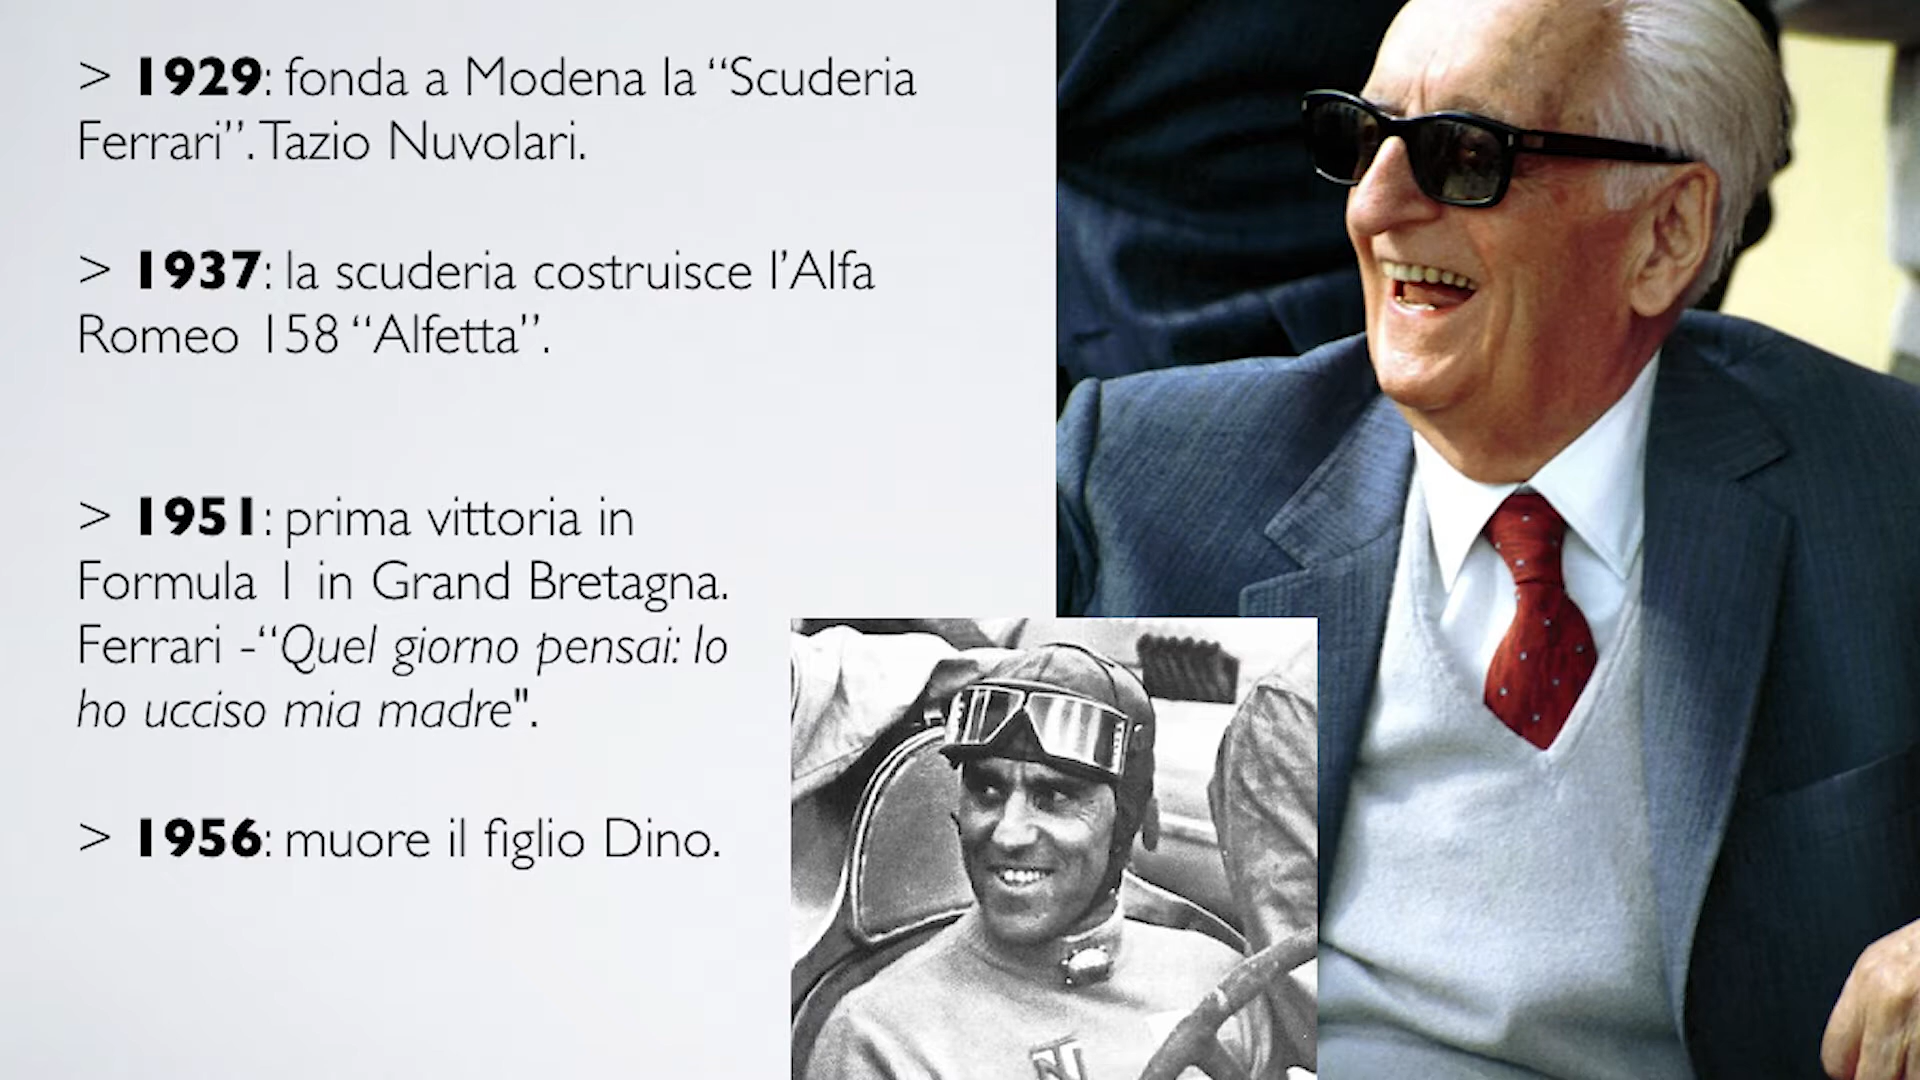 > 1929: fonda a Modena la “Scuderia
Ferrari”. Tazio Nuvolari.
> 1937: la scuderia costruisce l’Alfa
Romeo 158 “Alfetta”.
> 1951: prima vittoria in
Formula 1 in Grand Bretagna.
Ferrari -“Quel giorno pensai: Io
ho ucciso mia madre".
> 1956: muore il figlio Dino.
N